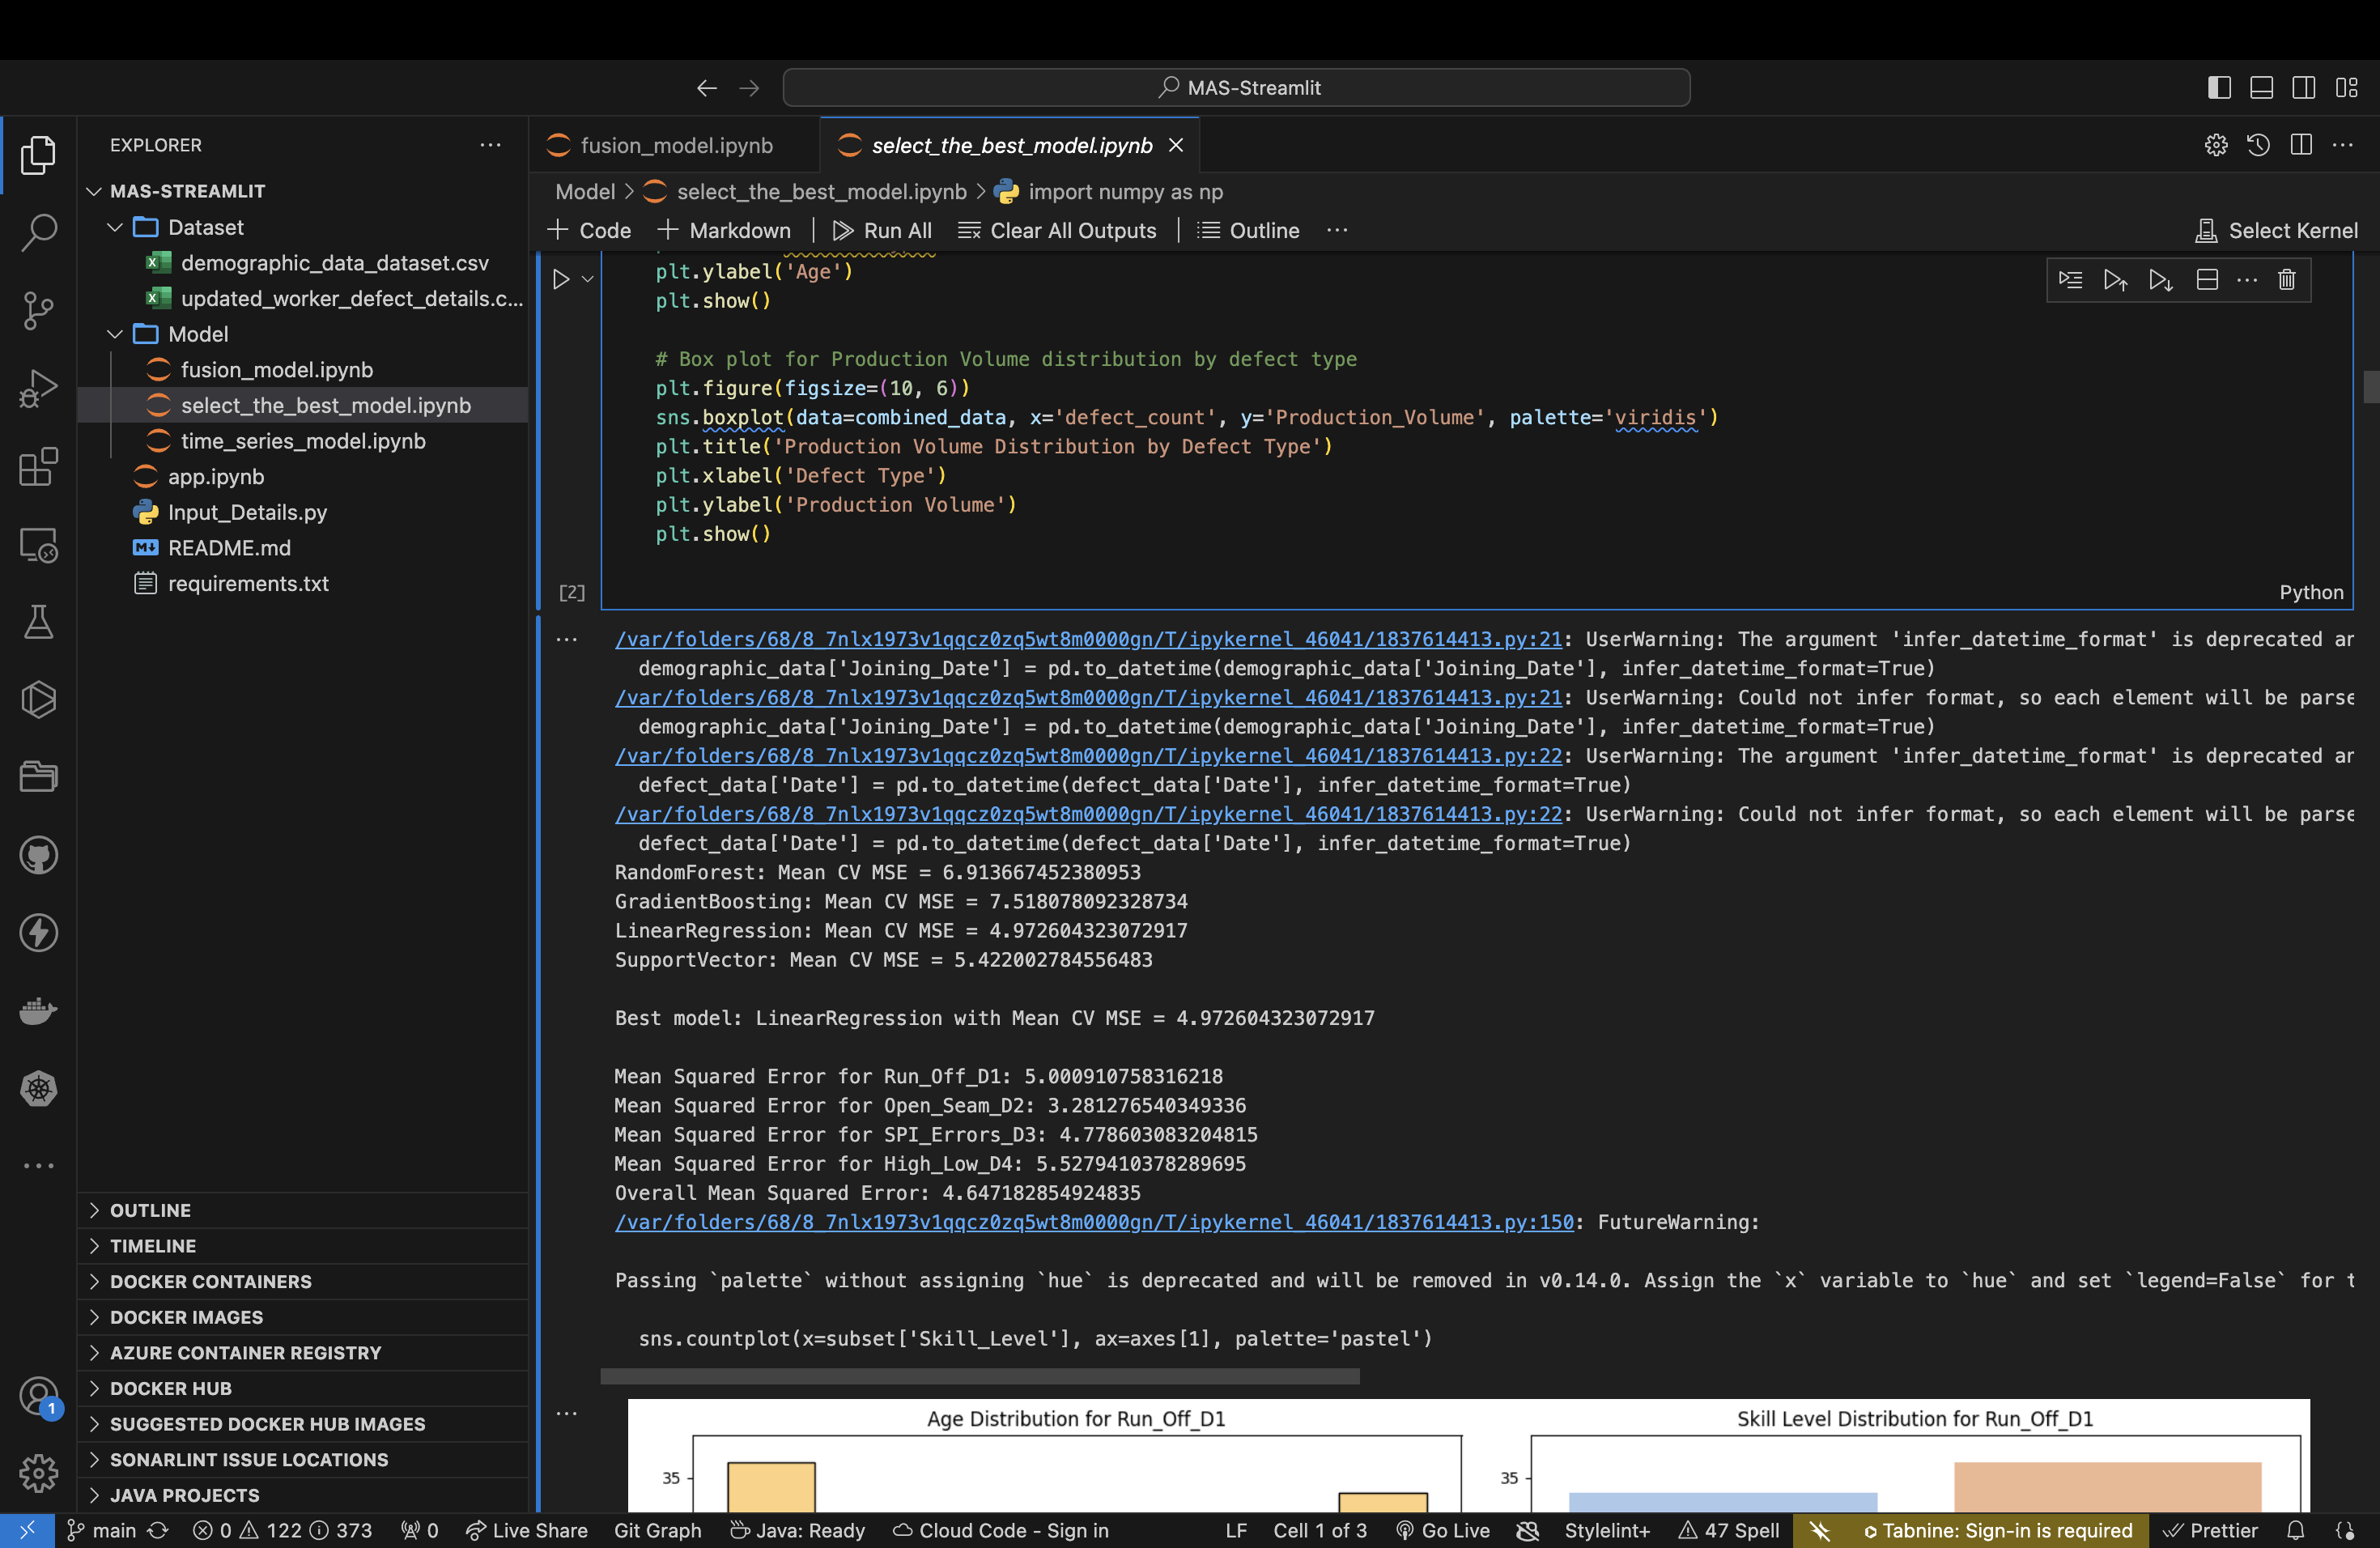 MAS-Streamlit
EXPLORER
MAS-STREAMLIT
Dataset
demographic_data_dataset.csv
updated_worker_defect_details.c...
Model
fusion_model.ipynb
select_the_best_model.ipynb
time_series_model.ipynb
app.ipynb
Input_Details.py
README.md
requirements.txt
OUTLINE
TIMELINE
DOCKER CONTAINERS
DOCKER IMAGES
AZURE CONTAINER REGISTRY
DOCKER HUB
SUGGESTED DOCKER HUB IMAGES
SONARLINT ISSUE LOCATIONS
JAVA PROJECTS
1
fusion_model.ipynb
select_the_best_model.ipynb
Model > select_the_best_model.ipynb > import numpy as np
Code Markdown Run All Clear All Outputs Outline ... Select Kernel
plt.ylabel('Age')
plt.show()
# Box plot for Production Volume distribution by defect type
plt.figure(figsize=(10, 6))
sns.boxplot(data=combined_data, x='defect_count', y='Production_Volume', palette='viridis')
plt.title('Production Volume Distribution by Defect Type')
plt.xlabel('Defect Type')
plt.ylabel('Production Volume')
plt.show()
[2]
Python
/var/folders/68/8_7nlx1973v1qqcz0zq5wt8m0000gn/T/ipykernel_46041/1837614413.py:21: UserWarning: The argument 'infer_datetime_format' is deprecated an
demographic_data['Joining_Date'] = pd.to_datetime(demographic_data['Joining_Date'], infer_datetime_format=True)
/var/folders/68/8_7nlx1973v1qqcz0zq5wt8m0000gn/T/ipykernel_46041/1837614413.py:21: UserWarning: Could not infer format, so each element will be parse
demographic_data['Joining_Date'] = pd.to_datetime(demographic_data['Joining_Date'], infer_datetime_format=True)
/var/folders/68/8_7nlx1973v1qqcz0zq5wt8m0000gn/T/ipykernel_46041/1837614413.py:22: UserWarning: The argument 'infer_datetime_format' is deprecated an
defect_data['Date'] = pd.to_datetime(defect_data['Date'], infer_datetime_format=True)
/var/folders/68/8_7nlx1973v1qqcz0zq5wt8m0000gn/T/ipykernel_46041/1837614413.py:22: UserWarning: Could not infer format, so each element will be parse
defect_data['Date'] = pd.to_datetime(defect_data['Date'], infer_datetime_format=True)
RandomForest: Mean CV MSE = 6.913667452380953
GradientBoosting: Mean CV MSE = 7.518078092328734
LinearRegression: Mean CV MSE = 4.972604323072917
SupportVector: Mean CV MSE = 5.422002784556483
Best model: LinearRegression with Mean CV MSE = 4.972604323072917
Mean Squared Error for Run_Off_D1: 5.000910758316218
Mean Squared Error for Open_Seam_D2: 3.281276540349336
Mean Squared Error for SPI_Errors_D3: 4.778603083204815
Mean Squared Error for High_Low_D4: 5.5279410378289695
Overall Mean Squared Error: 4.647182854924835
/var/folders/68/8_7nlx1973v1qqcz0zq5wt8m0000gn/T/ipykernel_46041/1837614413.py:150: FutureWarning:
Passing `palette` without assigning `hue` is deprecated and will be removed in v0.14.0. Assign the `x` variable to `hue` and set `legend=False` for t
sns.countplot(x=subset['Skill_Level'], ax=axes[1], palette='pastel')
Age Distribution for Run_Off_D1
35
Skill Level Distribution for Run_Off_D1
35
main 0 122 373 0 Live Share Git Graph Java: Ready Cloud Code - Sign in LF Cell 1 of 3 Go Live Stylelint+ 47 Spell Tabnine: Sign-in is required Prettier